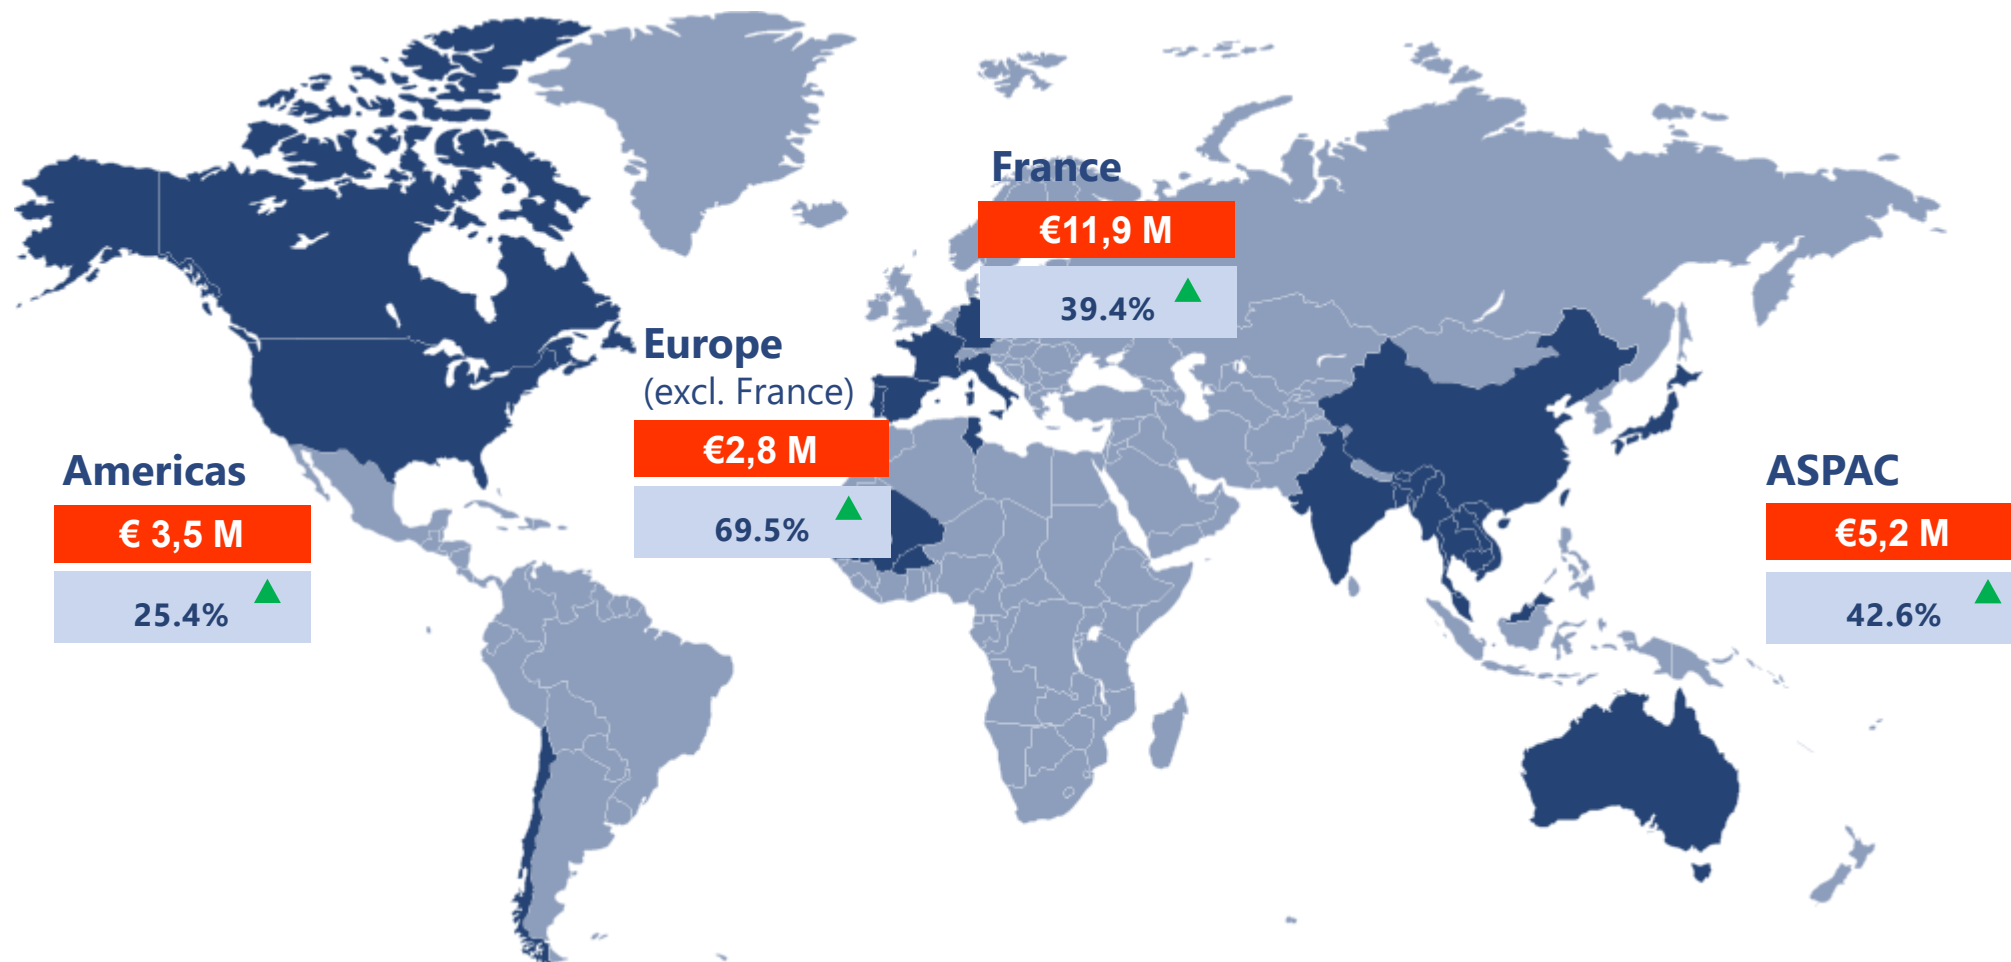 France
€11,9 M
39.4%
Europe
(excl. France)
€2,8 M
69.5%
Americas
€ 3,5 M
25.4%
ASPAC
€5,2 M
42.6%